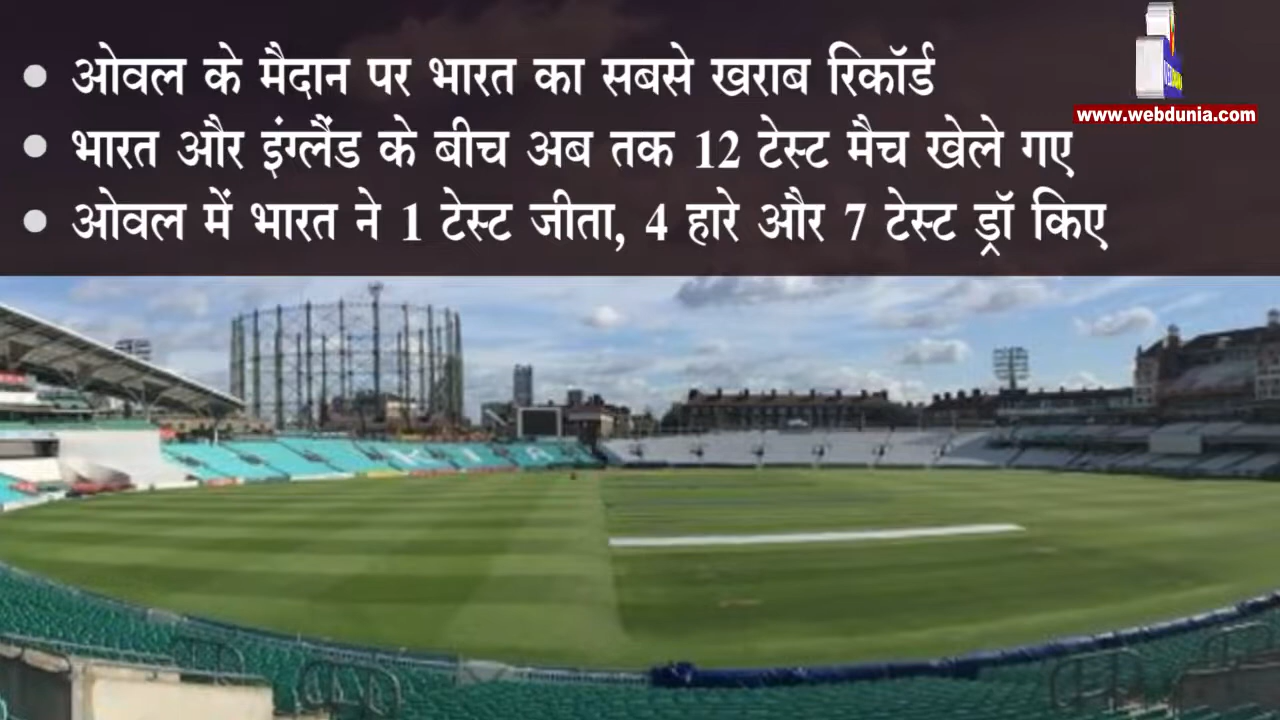 ओवल के मैदान पर भारत का सबसे खराब रिकॉर्ड
www.webdunia.com
भारत और इंग्लैंड के बीच अब तक 12 टेस्ट मैच खेले गए
ओवल में भारत ने 1 टेस्ट जीता, 4 हारे और 7 टेस्ट ड्रॉ किए
KIA